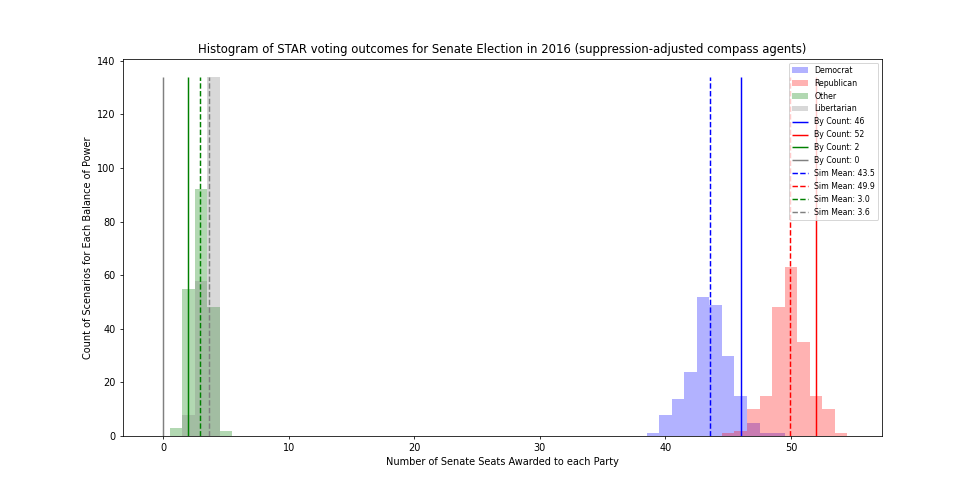 Histogram of STAR voting outcomes for Senate Election in 2016 (suppression-adjusted compass agents)
Count of Scenarios for Each Balance of Power
140
120
100
80
60
40
20
0
Democrat
Republican
Other
Libertarian
By Count: 46
By Count: 52
By Count: 2
By Count: 0
Sim Mean: 43.5
Sim Mean: 49.9
Sim Mean: 3.0
Sim Mean: 3.6
0 10 20 30 40 50
Number of Senate Seats Awarded to each Party